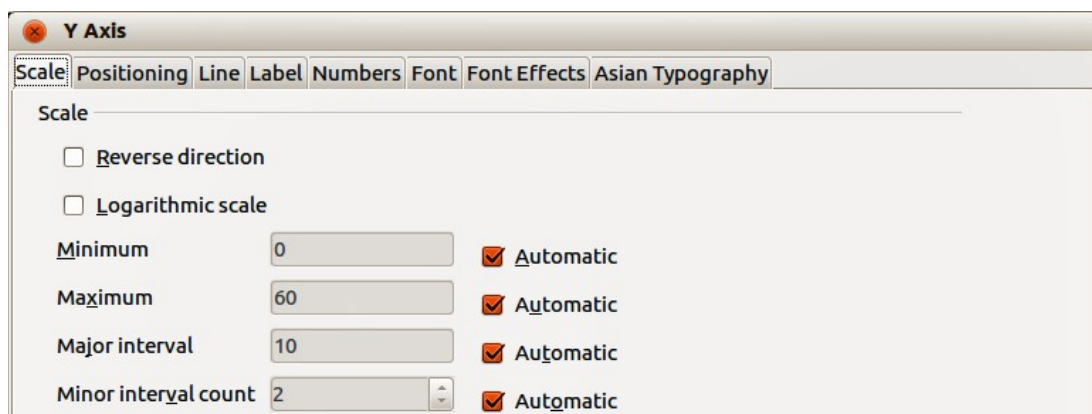 Y Axis
Scale Positioning Line Label Numbers Font Font Effects Asian Typography
Scale
Reverse direction
Logarithmic scale
Minimum 0 Automatic
Maximum 60 Automatic
Major interval 10 Automatic
Minor interval count 2 Automatic